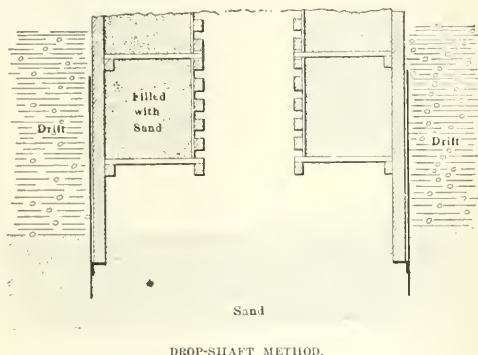 Filled
with
Sand
Drift
Drift
Sand
DROP-SHAFT METHOD.